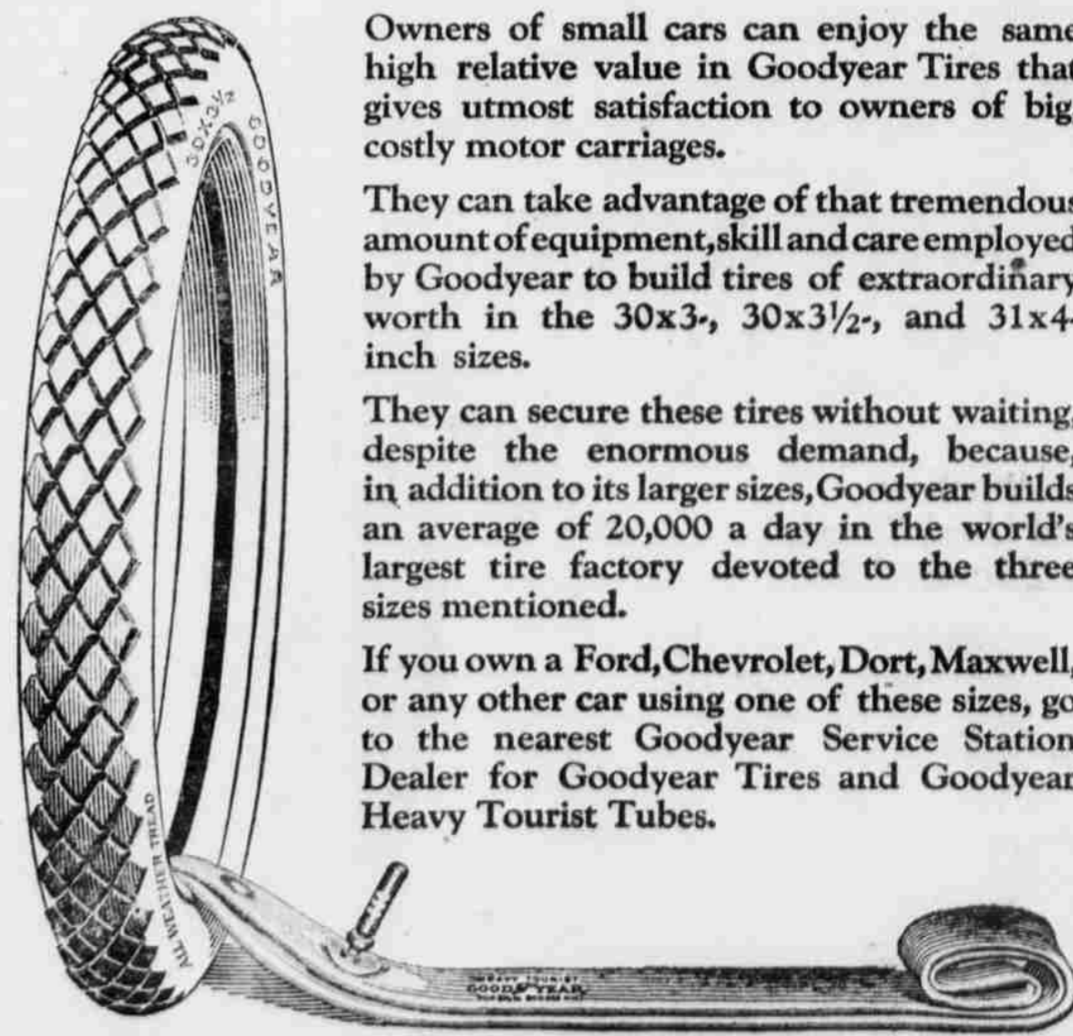 Owners of small cars can enjoy the same
high relative value in Goodyear Tires that
gives utmost satisfaction to owners of big,
costly motor carriages.
They can take advantage of that tremendous
amount of equipment, skill and care employed
by Goodyear to build tires of extraordinary
worth in the 30x3-, 30x3½-, and 31x4-
inch sizes.
They can secure these tires without waiting,
despite the enormous demand, because,
in addition to its larger sizes, Goodyear builds
an average of 20,000 a day in the world's
largest tire factory devoted to the three
sizes mentioned.
If you own a Ford, Chevrolet, Dort, Maxwell,
or any other car using one of these sizes, go
to the nearest Goodyear Service Station
Dealer for Goodyear Tires and Goodyear
Heavy Tourist Tubes.
30X3½ GOODYEAR
ALL WEATHER TREAD
HEAVY TOURIST
GOODYEAR